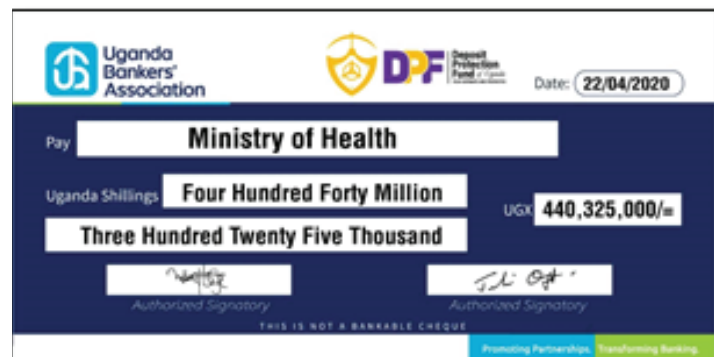 Uganda
Bankers'
Association
DPF Deposit
Protection
Fund of Uganda
Date: 22/04/2020
Pay Ministry of Health
Uganda Shillings Four Hundred Forty Million
UGX 440,325,000/=
Three Hundred Twenty Five Thousand
Authorized Signatory Authorized Signatory
THIS IS NOT A BANKABLE CHEQUE
Promoting Partnerships. Transforming Banking.